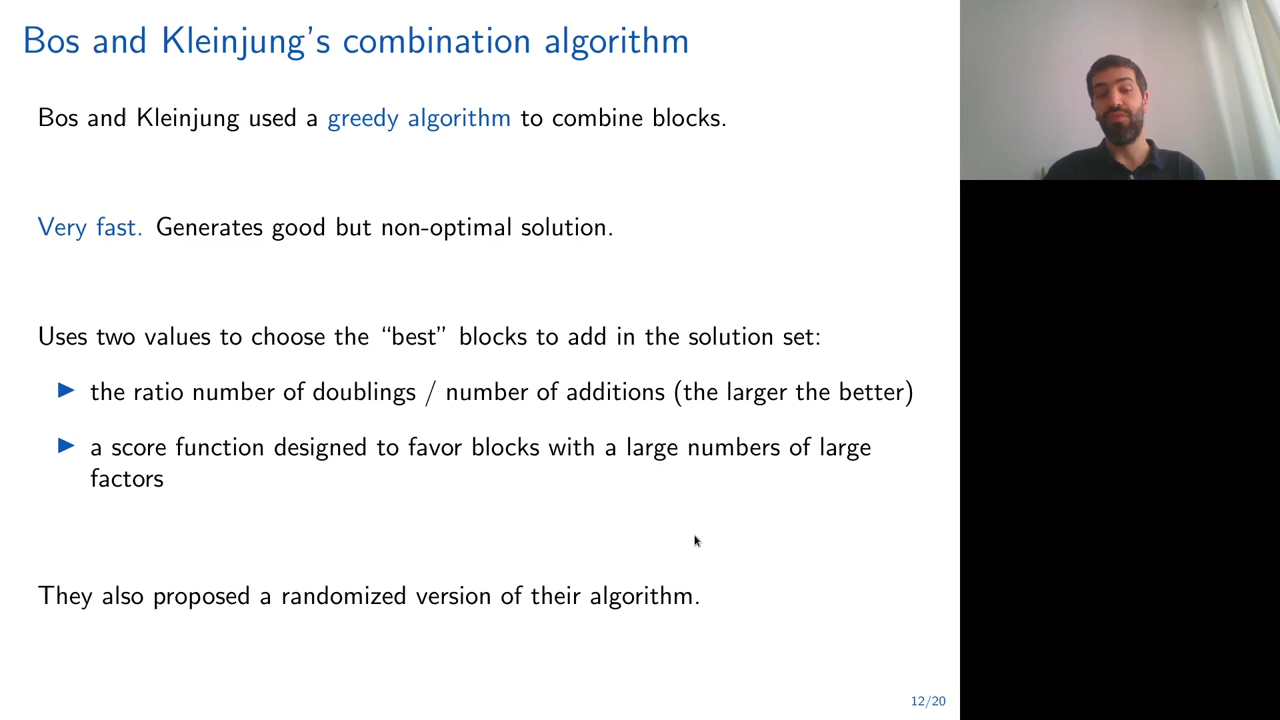 Bos and Kleinjung's combination algorithm
Bos and Kleinjung used a greedy algorithm to combine blocks.
Very fast. Generates good but non-optimal solution.
Uses two values to choose the “best” blocks to add in the solution set:
the ratio number of doublings / number of additions (the larger the better)
a score function designed to favor blocks with a large numbers of large
factors
They also proposed a randomized version of their algorithm.
12/20